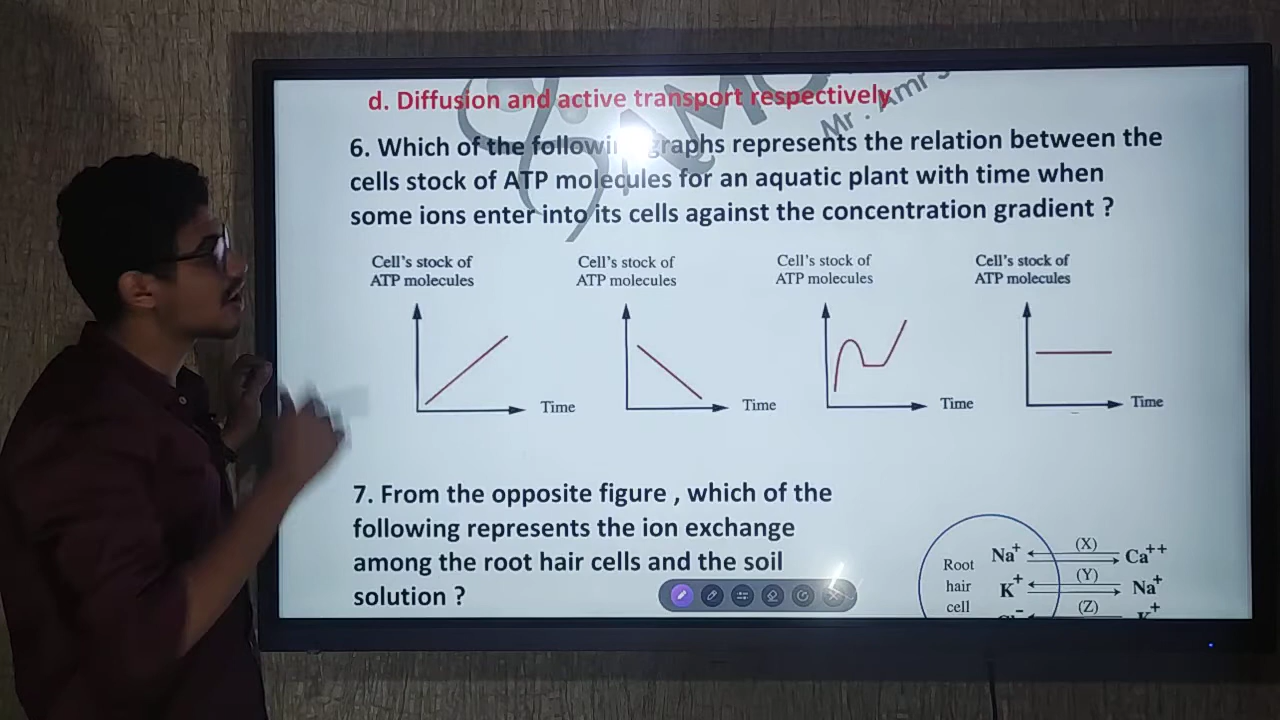 d. Diffusion and active transport respectively
Mr . Amr
6. Which of the following graphs represents the relation between the
cells stock of ATP molecules for an aquatic plant with time when
some ions enter into its cells against the concentration gradient ?
Cell's stock of
ATP molecules
Time
Cell's stock of
ATP molecules
Time
Cell's stock of
ATP molecules
Time
Cell's stock of
ATP molecules
Time
7. From the opposite figure , which of the
following represents the ion exchange
among the root hair cells and the soil
solution ?
Root
hair
cell
Na+ (X) Ca++
K+ (Y) Na+
(Z) K+